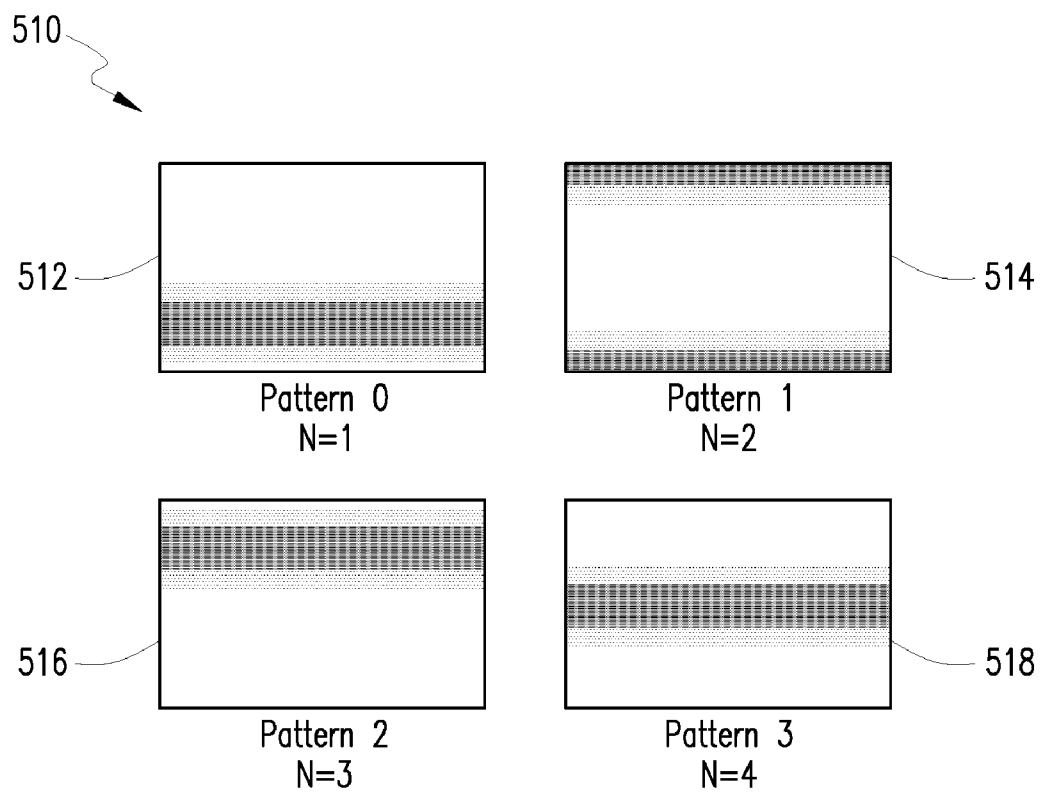 510
512
514
Pattern 0
N=1
Pattern 1
N=2
516
518
Pattern 2
N=3
Pattern 3
N=4